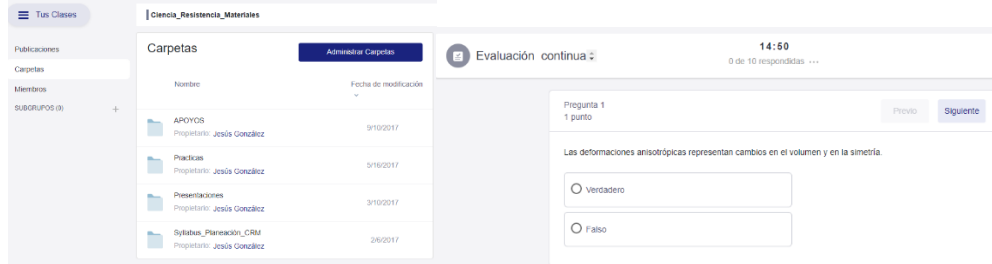 Tus Clases
Publicaciones
Carpetas
Miembros
SUBGRUPOS (0) +
Ciencia_Resistencia_Materiales
Carpetas
Administrar Carpetas
Nombre Fecha de modificación
APOYOS
Propietario: Jesús González
9/10/2017
Practicas
Propietario: Jesús González
5/16/2017
Presentaciones
Propietario: Jesús González
3/10/2017
Syllabus_Planeación_CRM
Propietario: Jesús González
2/6/2017
Evaluación continua
14:50
0 de 10 respondidas ···
Pregunta 1
1 punto
Previo
Siguiente
Las deformaciones anisotrópicas representan cambios en el volumen y en la simetría.
Verdadero
Falso